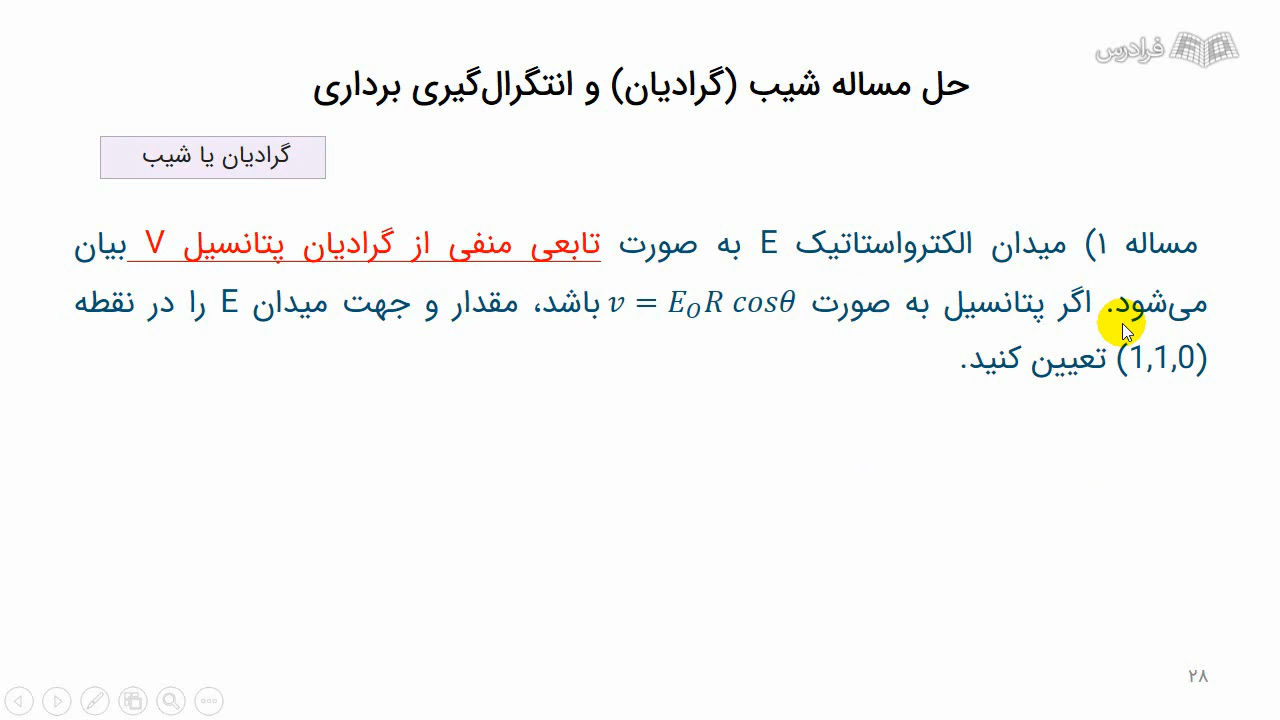 فرادرس
حل مساله شیب (گرادیان) و انتگرال‌گیری برداری
گرادیان یا شیب
مساله ۱) میدان الکترواستاتیک E به صورت تابعی منفی از گرادیان پتانسیل V بیان
می‌شود. اگر پتانسیل به صورت v = E_O R cosθ باشد، مقدار و جهت میدان E را در نقطه
(1,1,0) تعیین کنید.
۲۸